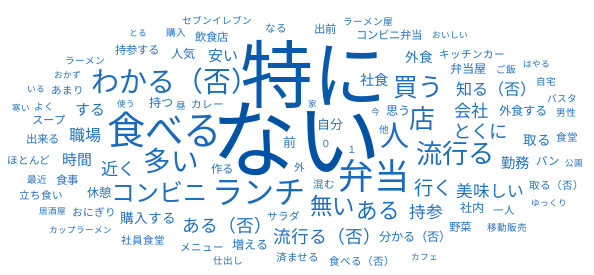 セブンイレブン
とる 購入 飲食店 なる 出前 ラーメン屋
コンビニ弁当 おいしい
持参する 人気 安い 特に 外食 キッチンカー
ラーメン 弁当屋 ご飯 はやる
おかず わかる（否） 社食 買う 知る（否） 自宅
いる あまり
寒い よく する 使う 持つ 昼 カレー 家 今 思う 店 会社 外食する バスタ 男性
スープ 食べる ない 自分 他 人 とくに
出来る 職場 前 0 1 流行る 取る 食堂
ほとんど 時間 近く 多い 作る 外 弁当 勤務 パン 公園
最近 食事 休憩 コンビニ ランチ 混む 行く 美味しい 取る（否）
立ち食い 無い ある ゆっくり
居酒屋 おにぎり 購入する ある（否） サラダ 持参 社内 一人
カップラーメン 社員食堂 流行る（否） 分かる（否） 野菜 移動販売
メニュー 増える
仕出し 済ませる 食べる（否） カフェ